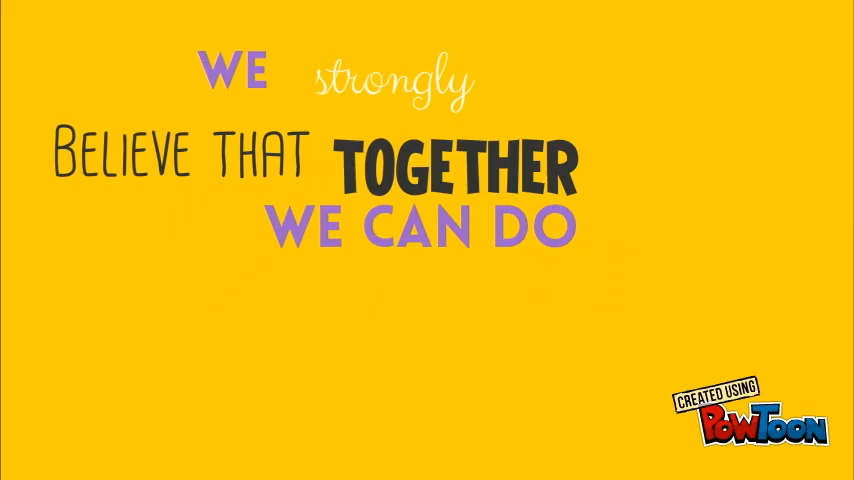 WE strongly
BELIEVE THAT TOGETHER
WE CAN DO
CREATED USING
POWTOON